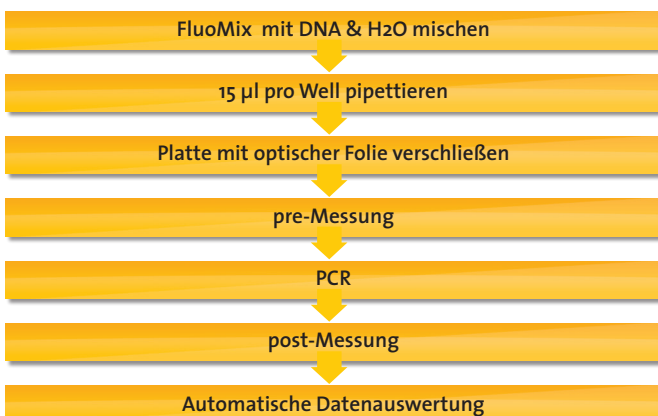 FluoMix mit DNA & H2O mischen
15 µl pro Well pipettieren
Platte mit optischer Folie verschließen
pre-Messung
PCR
post-Messung
Automatische Datenauswertung